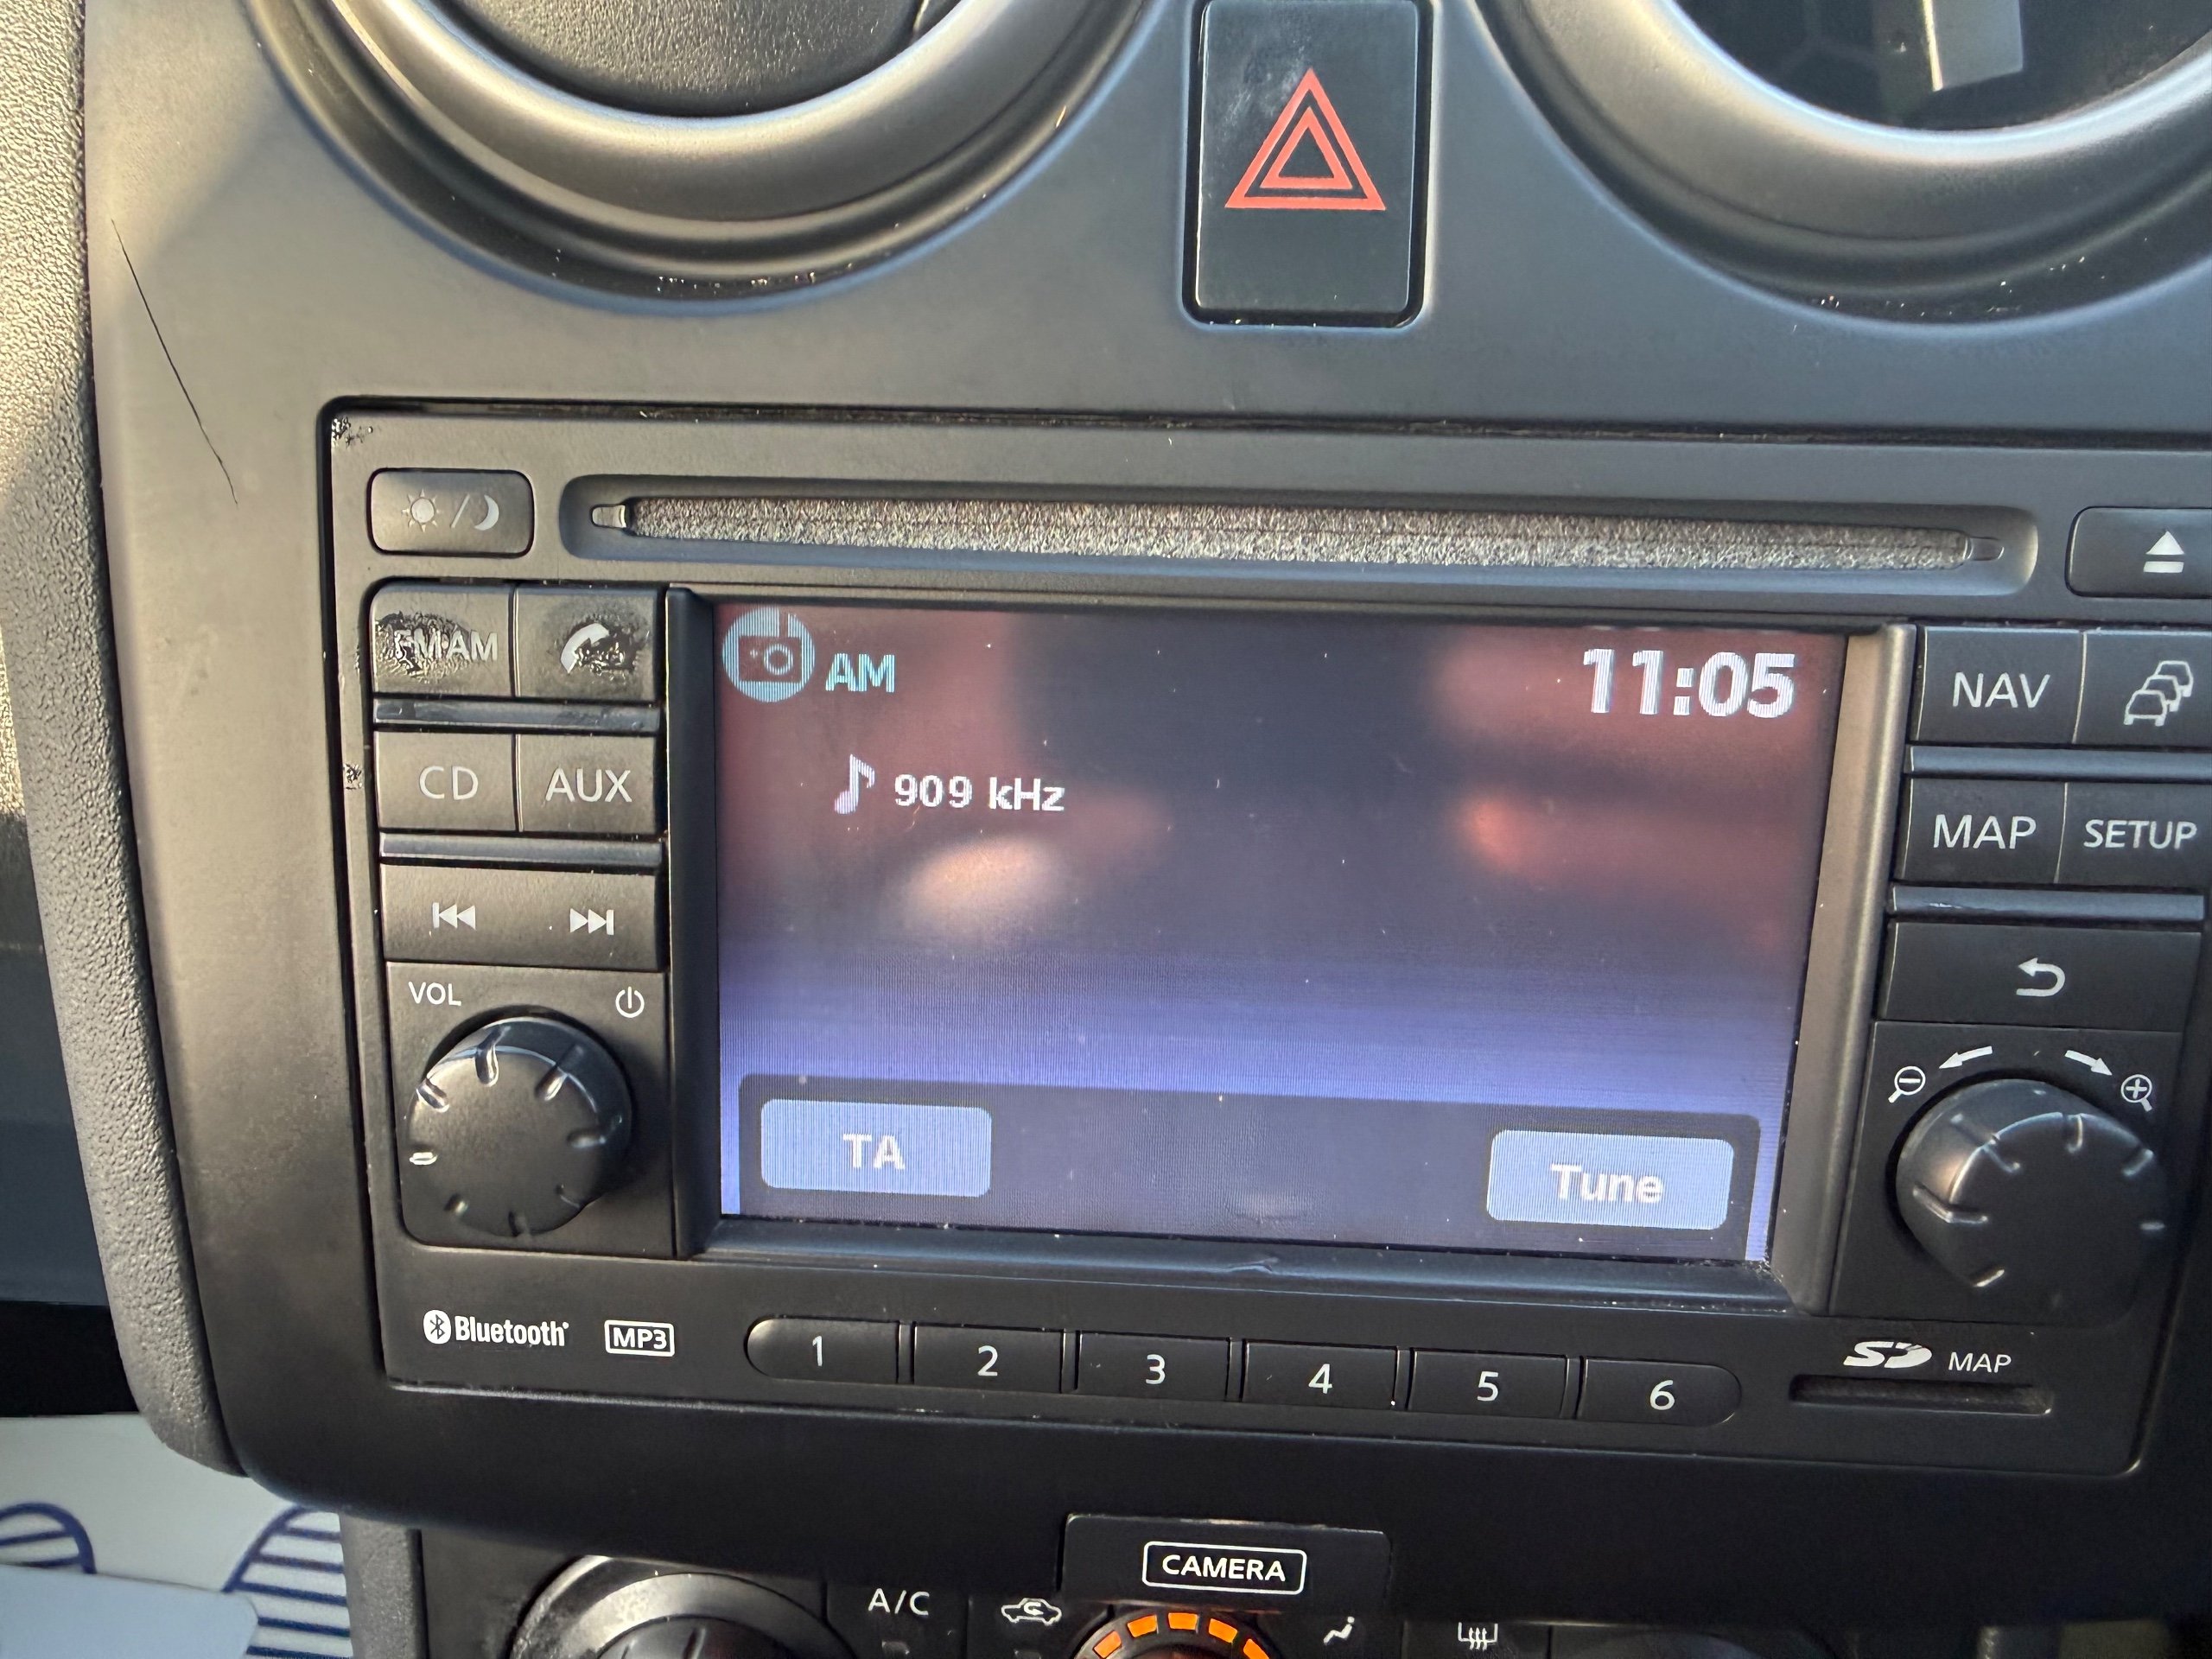 FM·AM
CD
AUX
VOL
AM
11:05
909 kHz
TA
Tune
NAV
MAP
SETUP
Bluetooth
MP3
1
2
3
4
5
6
SD
MAP
CAMERA
A/C